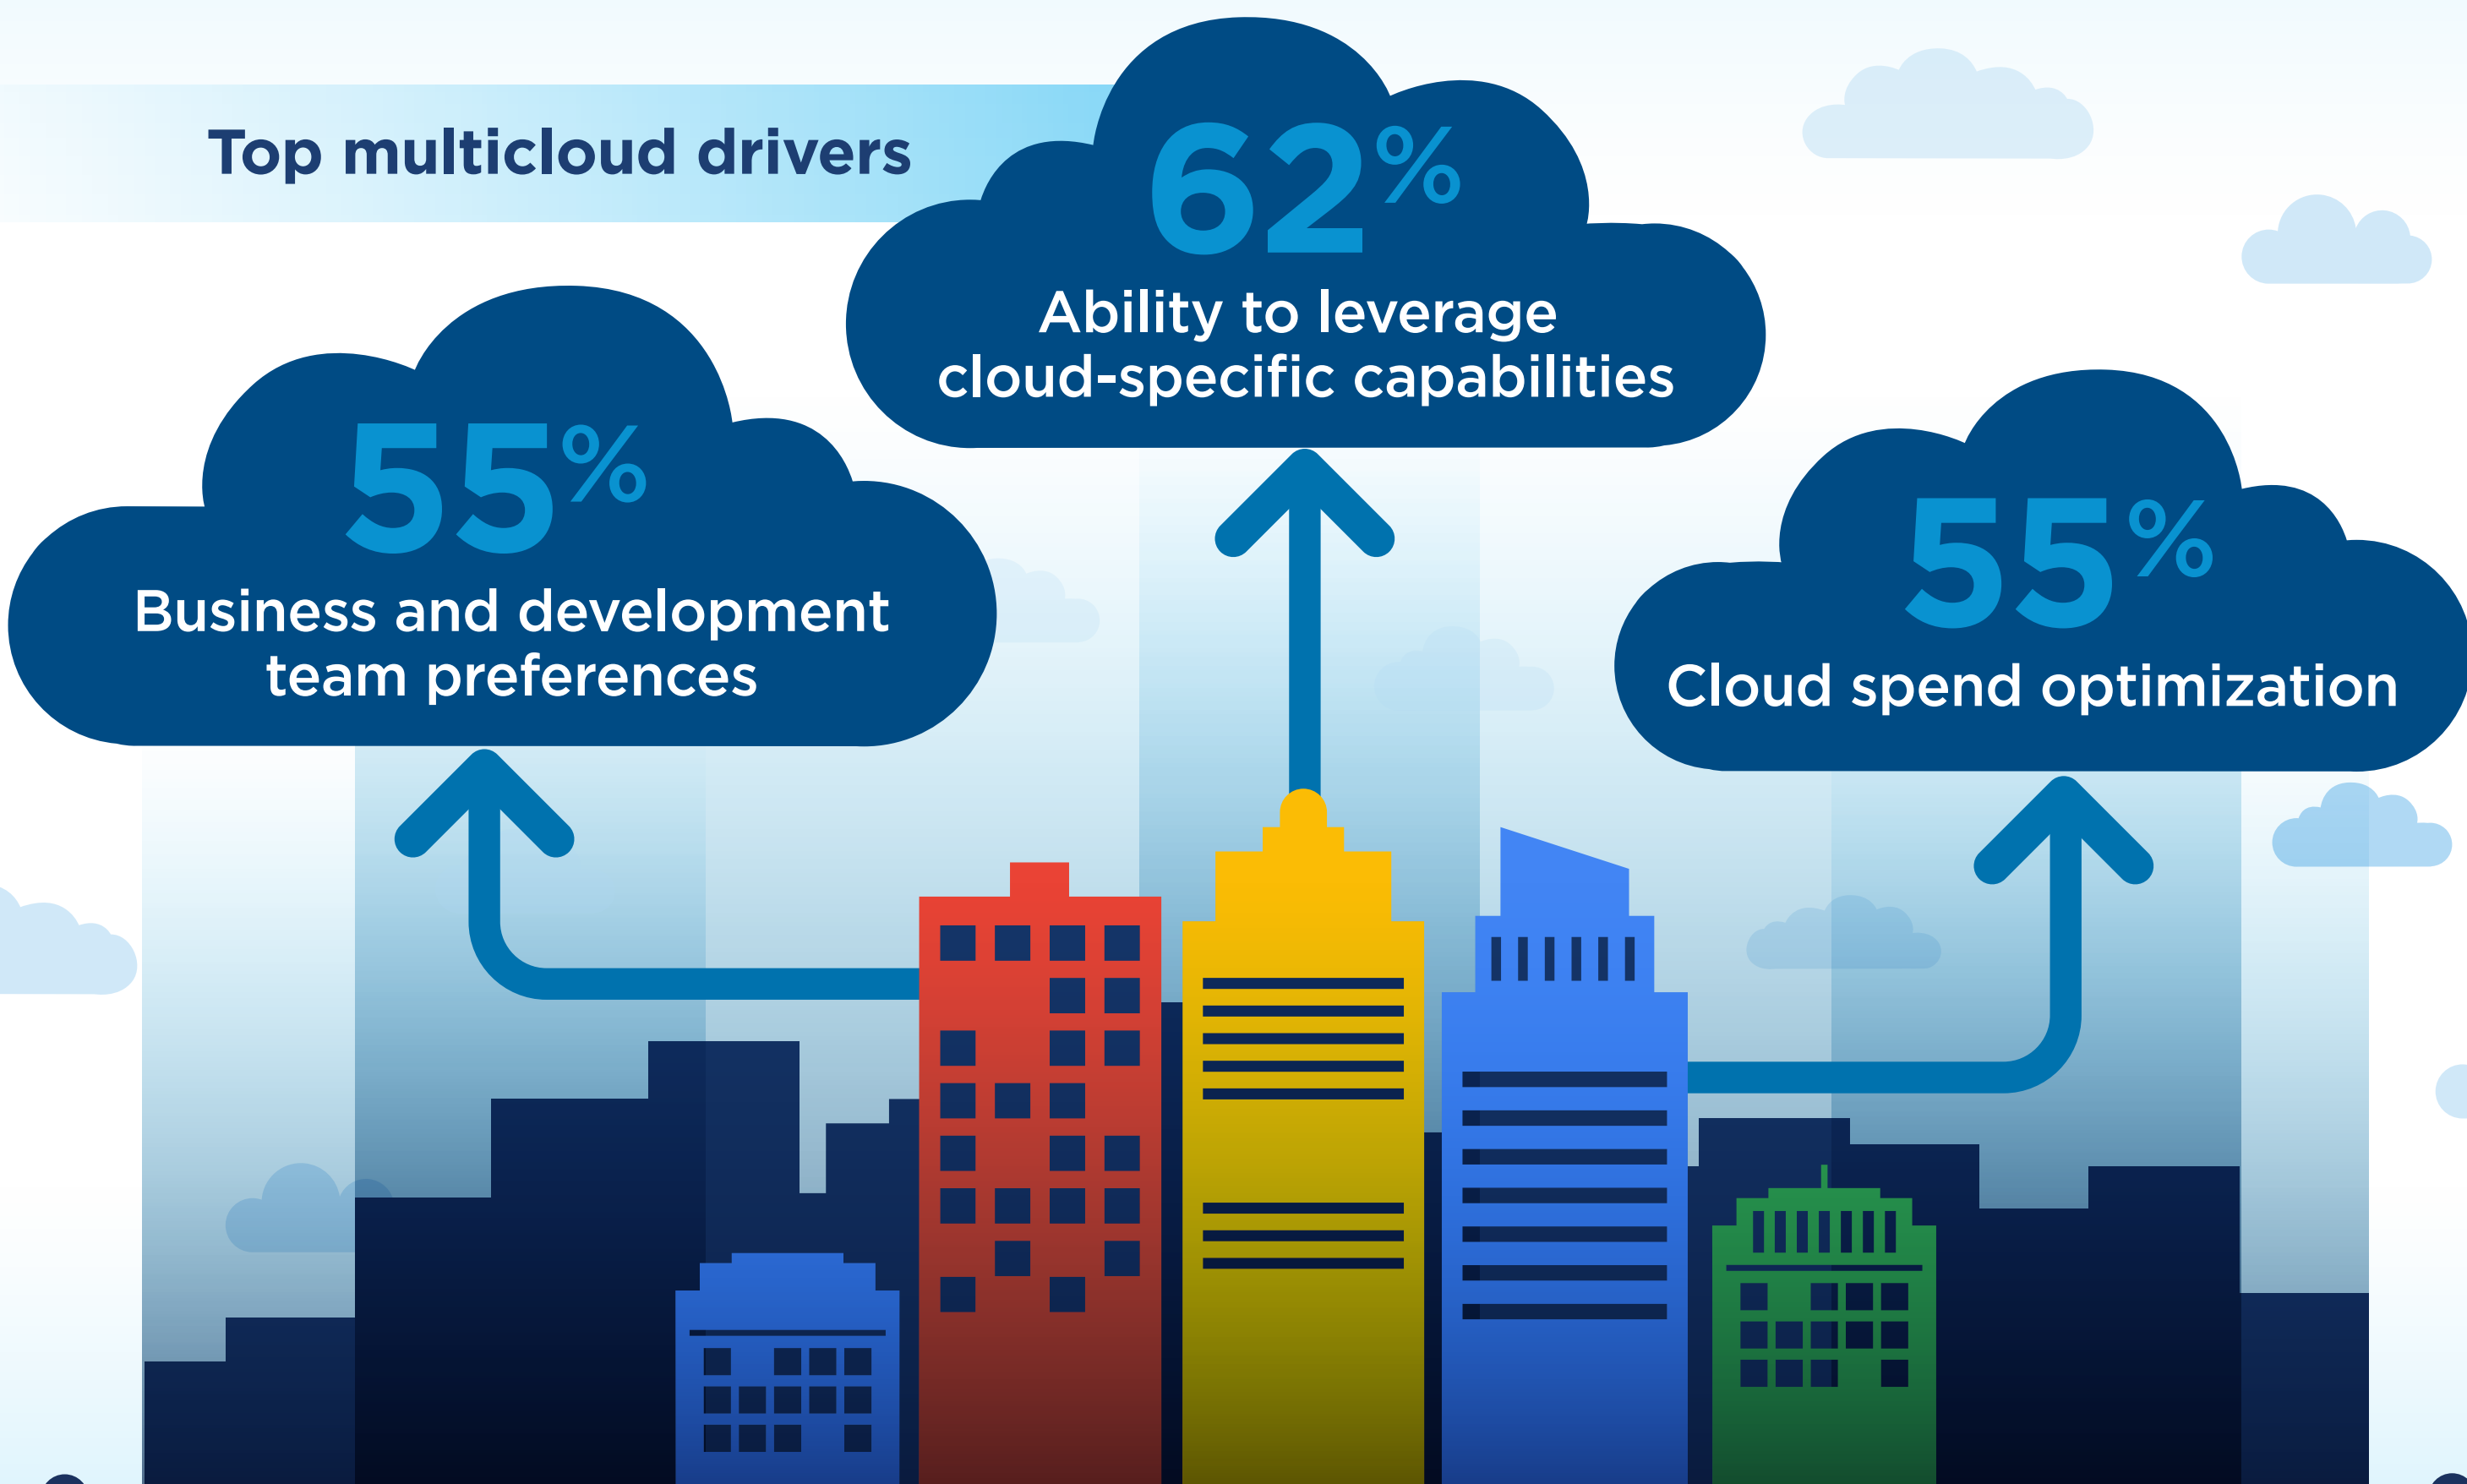 Top multicloud drivers
62%
Ability to leverage
cloud-specific capabilities
55%
Business and development
team preferences
55%
Cloud spend optimization